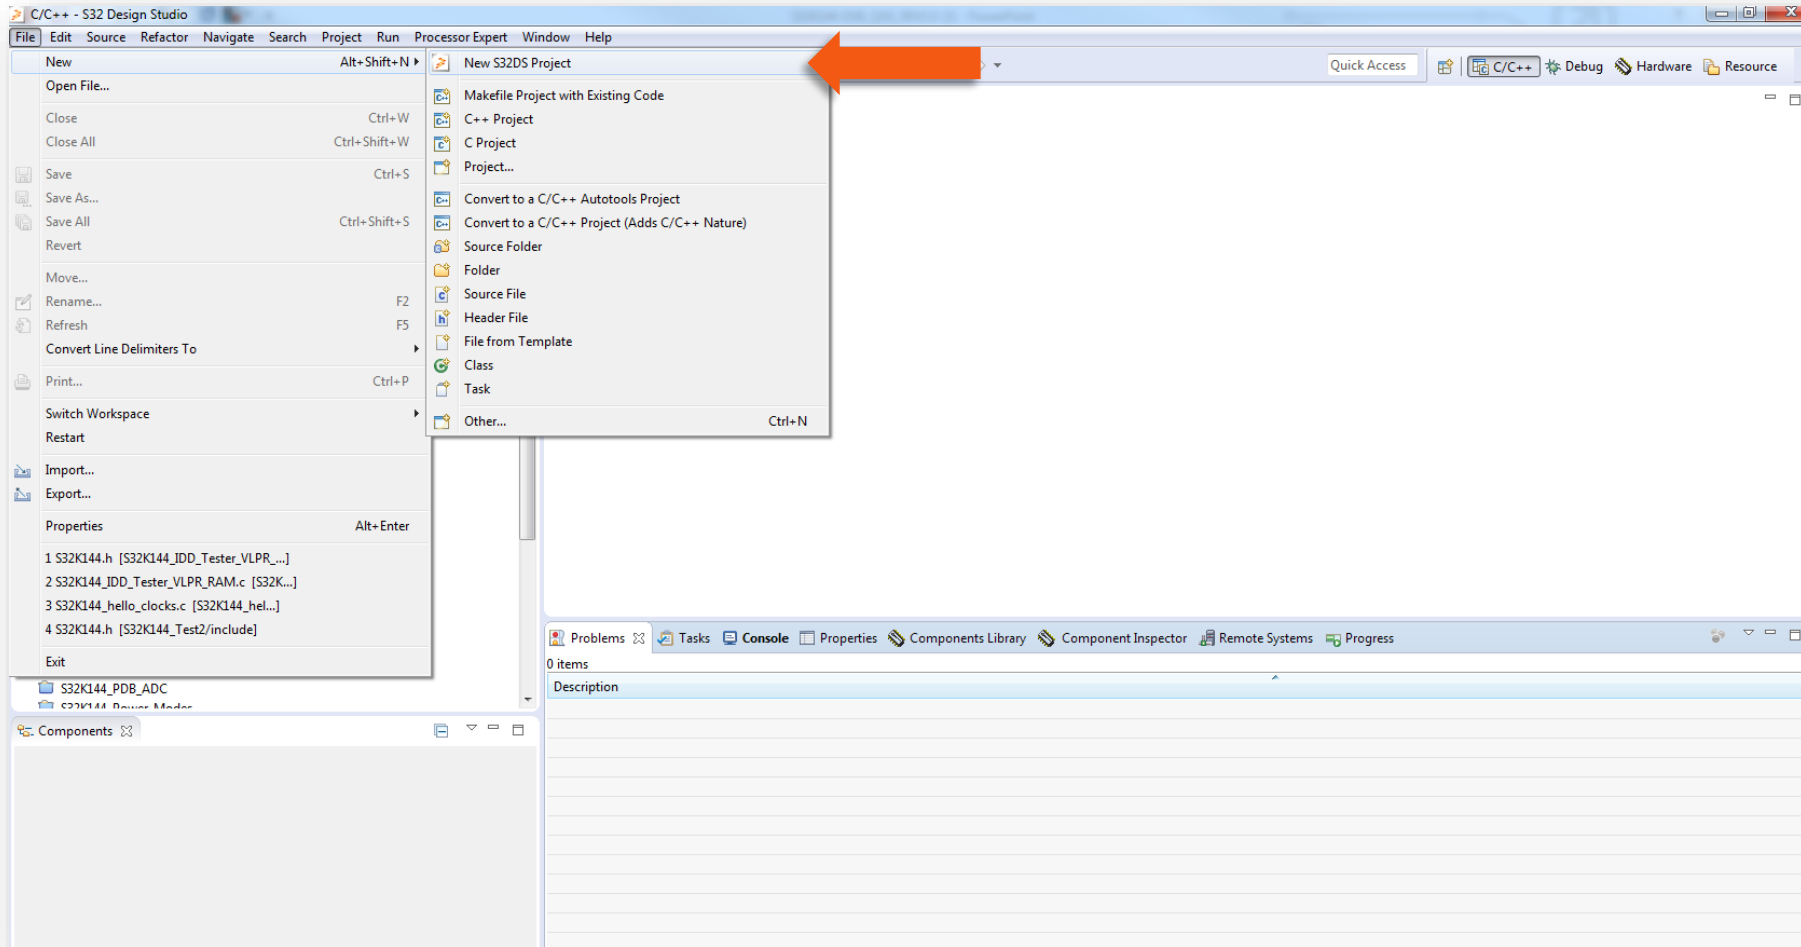 C/C++ - S32 Design Studio
File Edit Source Refactor Navigate Search Project Run Processor Expert Window Help
Quick Access C/C++ Debug Hardware Resource
New Alt+Shift+N
Open File...
Close Ctrl+W
Close All Ctrl+Shift+W
Save Ctrl+S
Save As...
Save All Ctrl+Shift+S
Revert
Move...
Rename... F2
Refresh F5
Convert Line Delimiters To
Print... Ctrl+P
Switch Workspace
Restart
Import...
Export...
Properties Alt+Enter
1 S32K144.h [S32K144_IDD_Tester_VLPR_...]
2 S32K144_IDD_Tester_VLPR_RAM.c [S32K...]
3 S32K144_hello_clocks.c [S32K144_hel...]
4 S32K144.h [S32K144_Test2/include]
Exit
New S32DS Project
Makefile Project with Existing Code
C++ Project
C Project
Project...
Convert to a C/C++ Autotools Project
Convert to a C/C++ Project (Adds C/C++ Nature)
Source Folder
Folder
Source File
Header File
File from Template
Class
Task
Other... Ctrl+N
S32K144_PDB_ADC
S32K144_Power_Modes
Components
Problems Tasks Console Properties Components Library Component Inspector Remote Systems Progress
0 items
Description